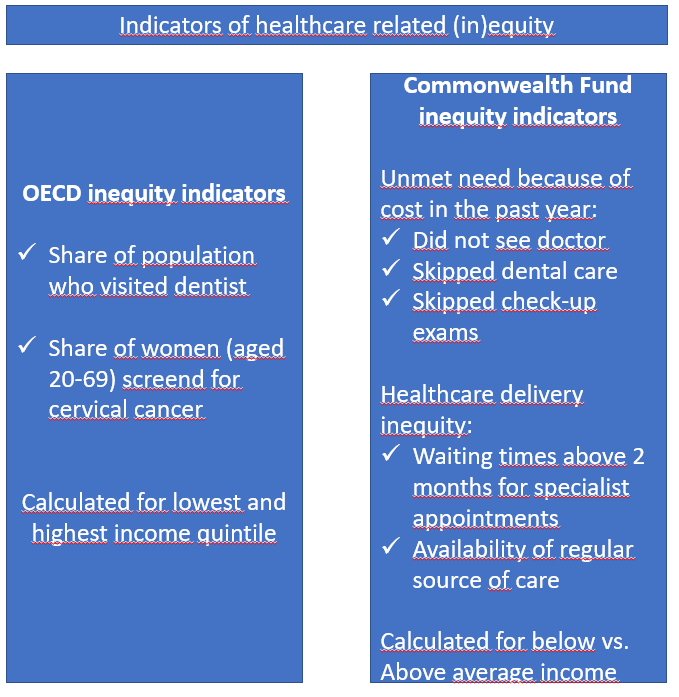 Indicators of healthcare related (in)equity
OECD inequity indicators
✓ Share of population
who visited dentist
✓ Share of women (aged
20-69) screend for
cervical cancer
Calculated for lowest and
highest income quintile
Commonwealth Fund
inequity indicators
Unmet need because of
cost in the past year:
✓ Did not see doctor
✓ Skipped dental care
✓ Skipped check-up
exams
Healthcare delivery
inequity:
✓ Waiting times above 2
months for specialist
appointments
✓ Availability of regular
source of care
Calculated for below vs.
Above average income